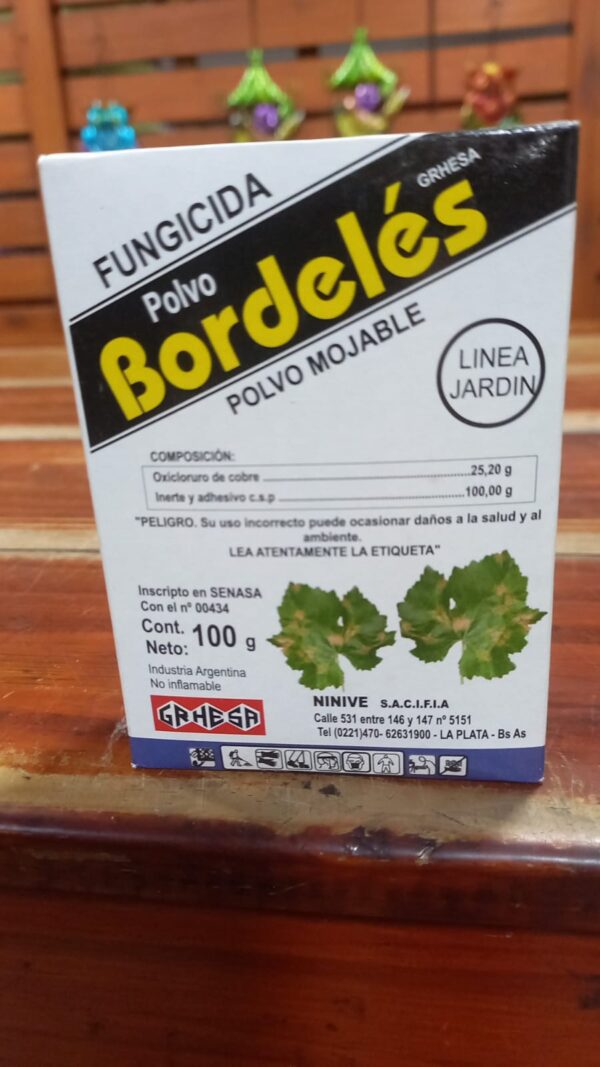 FUNGICIDA
GRHESA
Polvo
Bordelés
POLVO MOJABLE
LINEA
JARDIN
COMPOSICIÓN:
Oxicloruro de cobre ........ 25,20 g
Inerte y adhesivo c.s.p ........ 100,00 g
"PELIGRO. Su uso incorrecto puede ocasionar daños a la salud y al
ambiente.
LEA ATENTAMENTE LA ETIQUETA"
Inscripto en SENASA
Con el nº 00434
Cont.
Neto: 100 g
Industria Argentina
No inflamable
GRHESA
NINIVE S.A.C.I.F.I.A
Calle 531 entre 146 y 147 nº 5151
Tel (0221)470- 62631900 - LA PLATA - Bs As